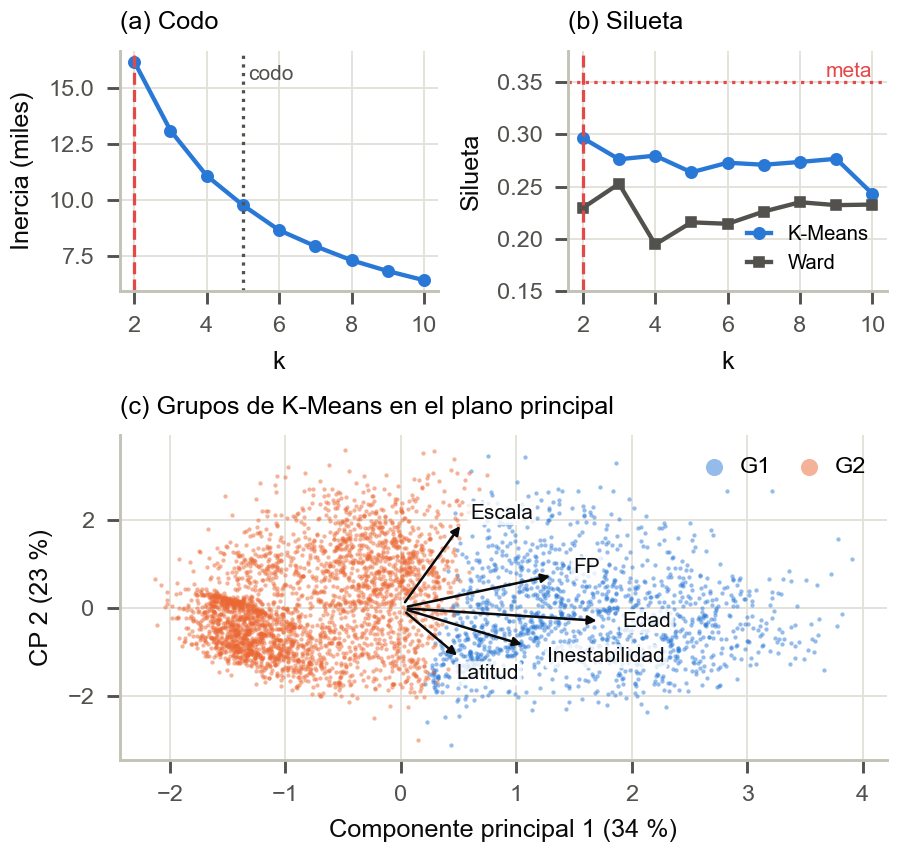 (a) Codo
15.0
12.5
10.0
7.5
Inercia (miles)
codo
2 4 6 8 10
k
(b) Silueta
0.35
0.30
0.25
0.20
0.15
Silueta
meta
K-Means
Ward
2 4 6 8 10
k
(c) Grupos de K-Means en el plano principal
G1 G2
2
0
−2
CP 2 (23 %)
Escala
FP
Edad
Inestabilidad
Latitud
−2 −1 0 1 2 3 4
Componente principal 1 (34 %)